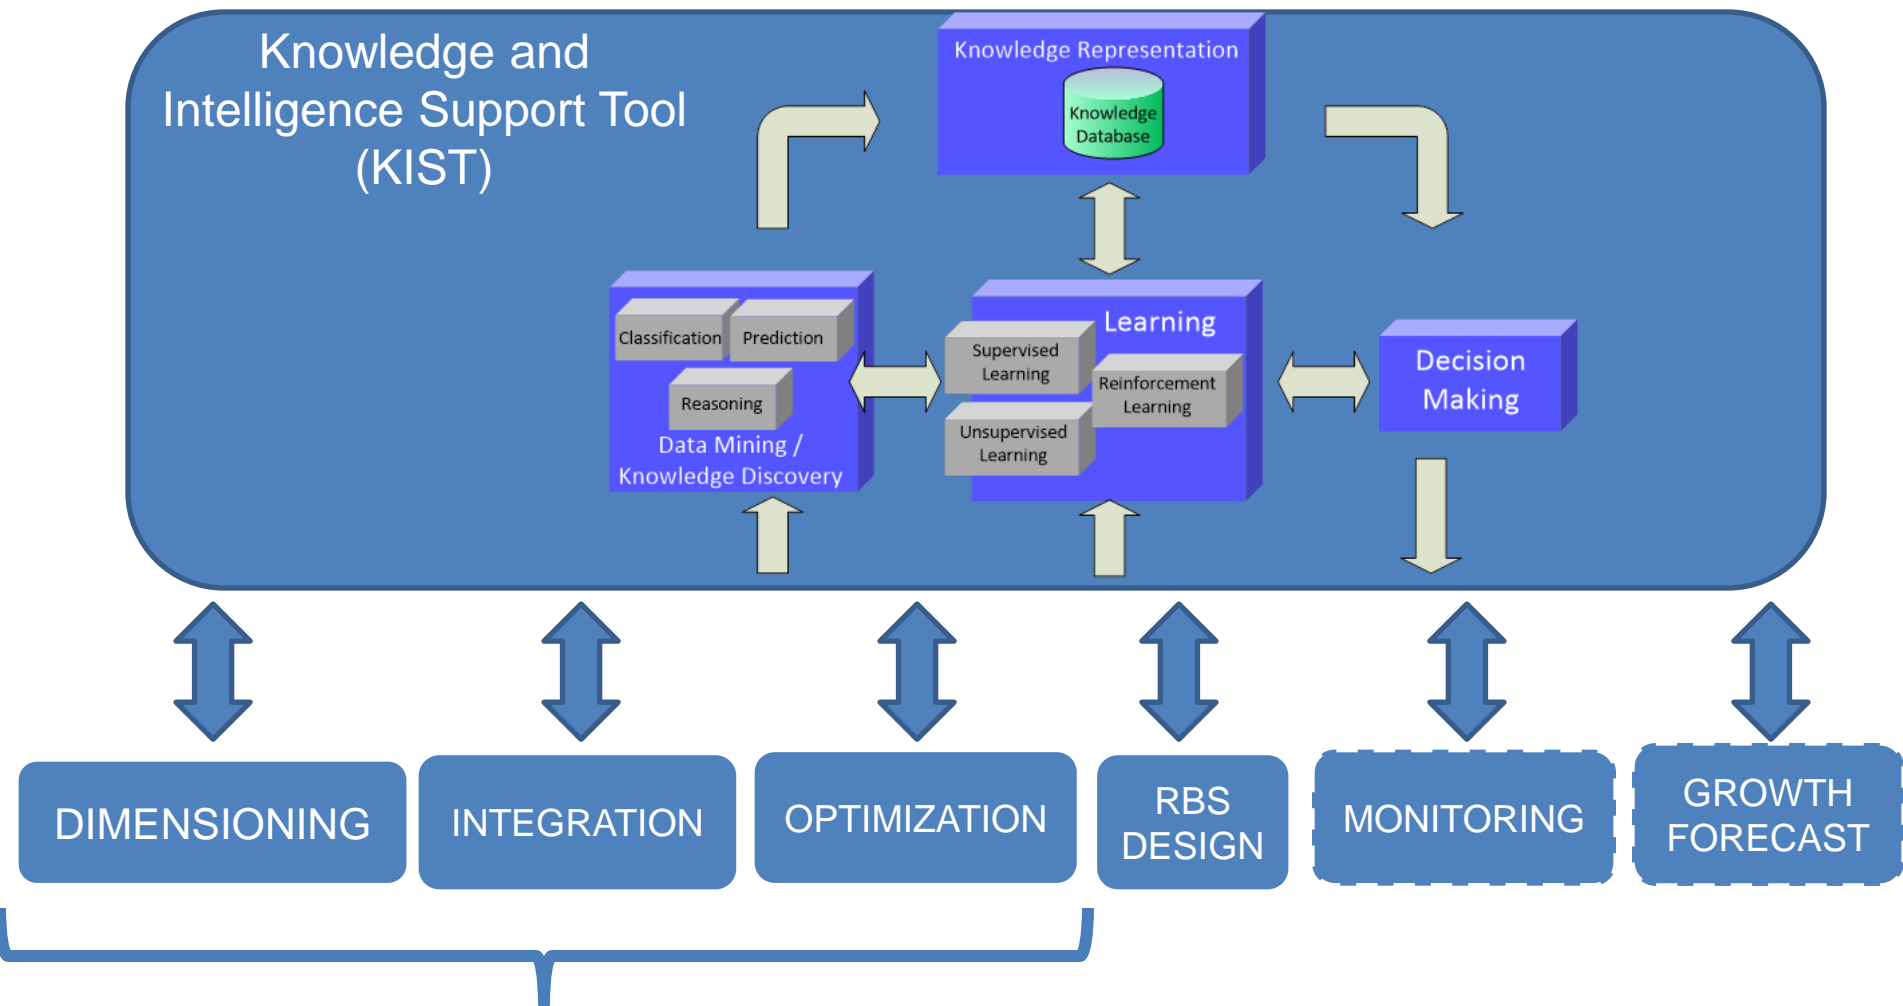 Knowledge and
Intelligence Support Tool
(KIST)
Knowledge Representation
Knowledge
Database
Classification
Prediction
Reasoning
Data Mining /
Knowledge Discovery
Learning
Supervised
Learning
Reinforcement
Learning
Unsupervised
Learning
Decision
Making
DIMENSIONING
INTEGRATION
OPTIMIZATION
RBS
DESIGN
MONITORING
GROWTH
FORECAST